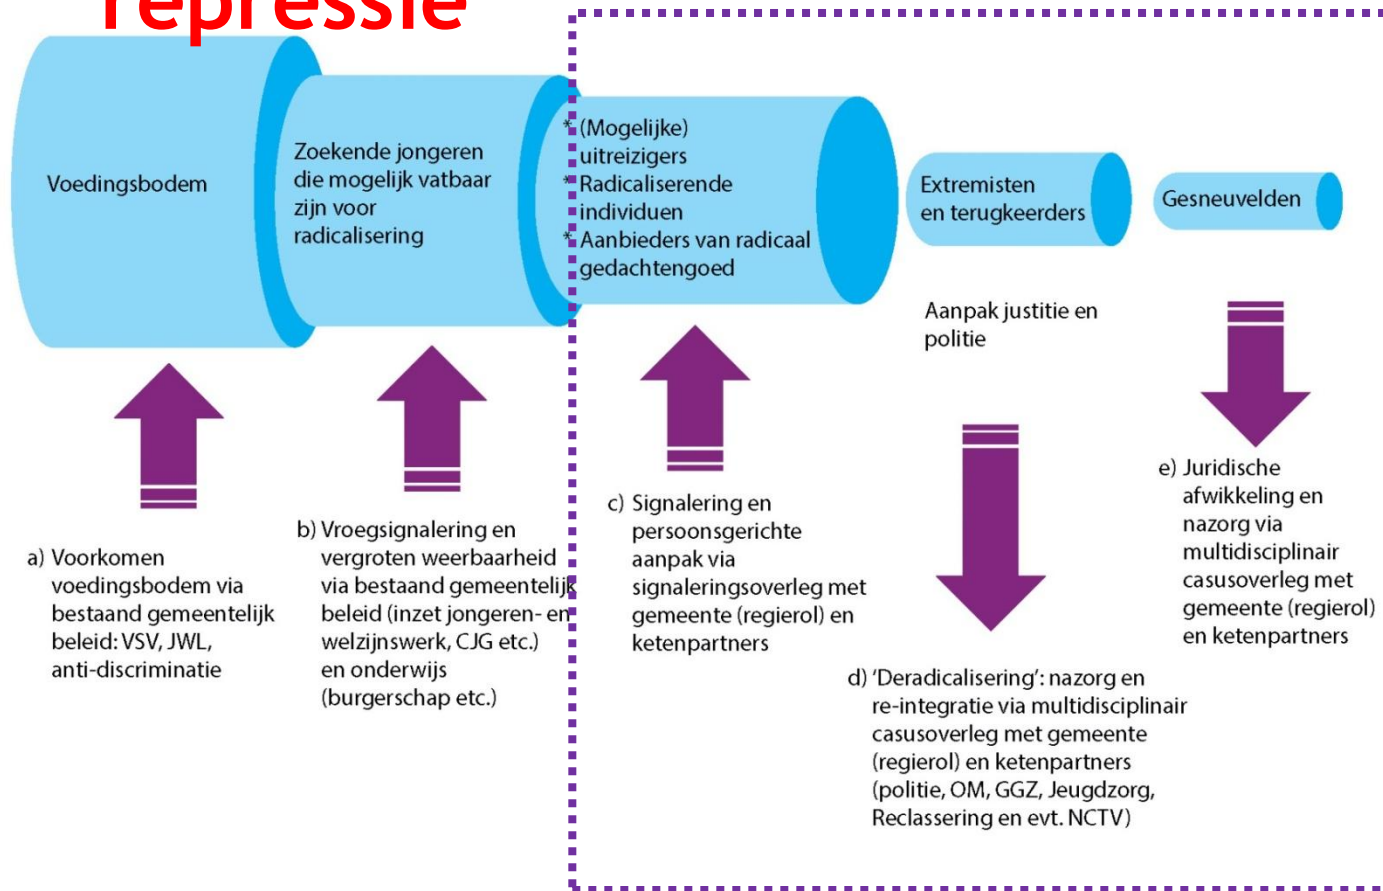 repressie
Voedingsbodem
Zoekende jongeren
die mogelijk vatbaar
zijn voor
radicalisering
* (Mogelijke)
uitreizigers
* Radicaliserende
individuen
* Aanbieders van radicaal
gedachtengoed
Extremisten
en terugkeerders
Gesneuvelden
Aanpak justitie en
politie
a) Voorkomen
voedingsbodem via
bestaand gemeentelijk
beleid: VSV, JWL,
anti-discriminatie
b) Vroegsignalering en
vergroten weerbaarheid
via bestaand gemeentelijk
beleid (inzet jongeren- en
welzijnswerk, CJG etc.)
en onderwijs
(burgerschap etc.)
c) Signalering en
persoonsgerichte
aanpak via
signaleringsoverleg met
gemeente (regierol) en
ketenpartners
d) ‘Deradicalisering’: nazorg en
re-integratie via multidisciplinair
casusoverleg met gemeente
(regierol) en ketenpartners
(politie, OM, GGZ, Jeugdzorg,
Reclassering en evt. NCTV)
e) Juridische
afwikkeling en
nazorg via
multidisciplinair
casusoverleg met
gemeente (regierol)
en ketenpartners